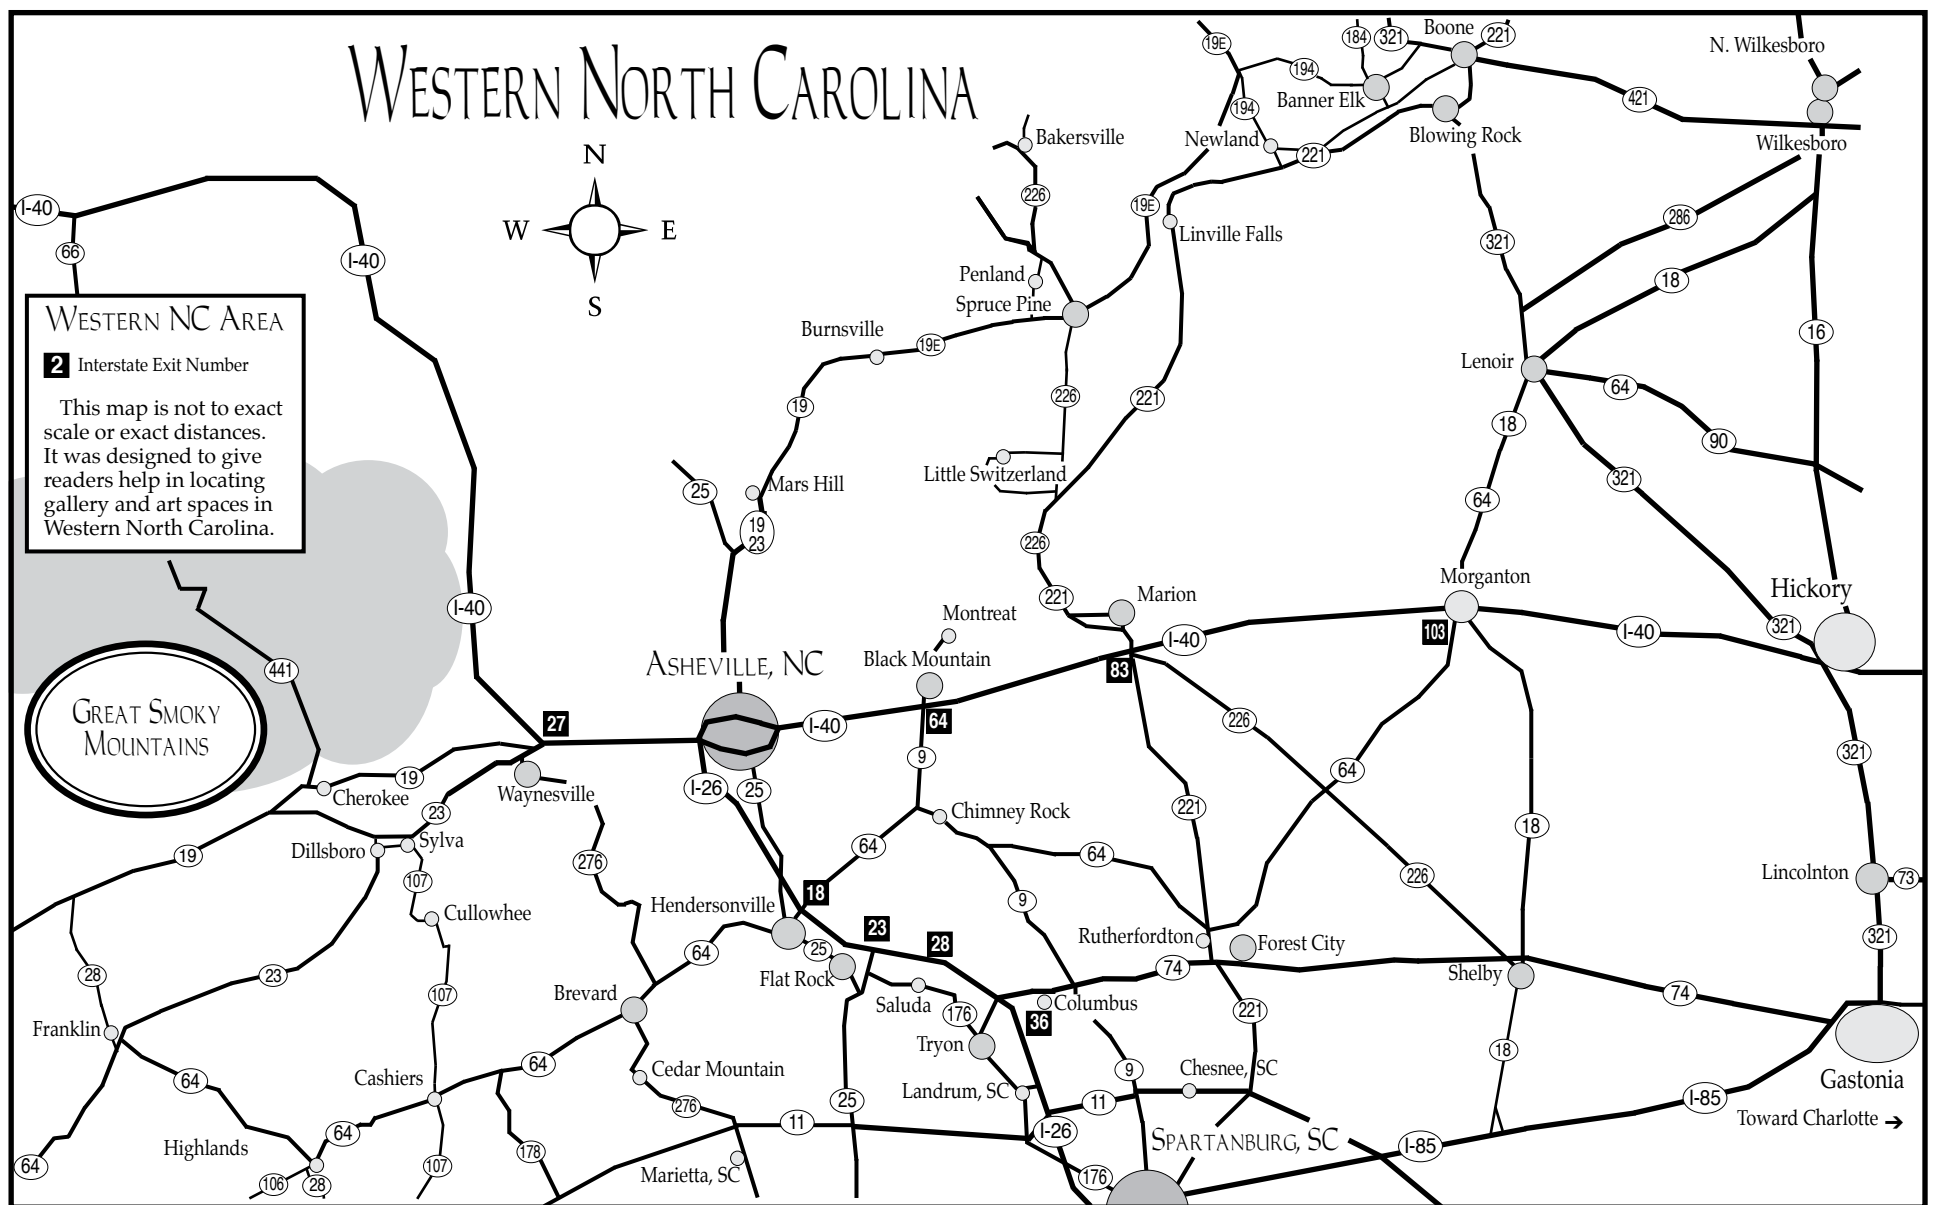 WESTERN NORTH CAROLINA
N
W
E
S
I-40
66
I-40
WESTERN NC AREA
2 Interstate Exit Number
This map is not to exact
scale or exact distances.
It was designed to give
readers help in locating
gallery and art spaces in
Western North Carolina.
GREAT SMOKY
MOUNTAINS
19E
184
321
Boone
221
N. Wilkesboro
194
Banner Elk
194
421
Newland
221
Blowing Rock
Wilkesboro
Bakersville
226
19E
Linville Falls
321
286
18
16
Penland
Spruce Pine
Burnsville
19E
19
226
221
Lenoir
64
18
90
321
64
Little Switzerland
Mars Hill
25
19
23
226
221
Marion
Morganton
Hickory
I-40
441
Montreat
Black Mountain
ASHEVILLE, NC
I-40
83
103
I-40
321
27
I-40
64
226
321
9
64
Cherokee
19
Waynesville
I-26
25
Chimney Rock
221
18
23
Sylva
Dillsboro
19
276
64
64
226
Lincolnton
73
107
Cullowhee
18
Hendersonville
9
Rutherfordton
Forest City
321
23
28
64
25
Flat Rock
74
Shelby
28
23
107
Brevard
Saluda
176
Columbus
36
221
74
Franklin
Tryon
18
64
Cashiers
64
Cedar Mountain
Landrum, SC
9
Chesnee, SC
Gastonia
276
25
11
11
I-85
Toward Charlotte →
Highlands
64
178
I-26
SPARTANBURG, SC
I-85
64
106
28
107
Marietta, SC
176